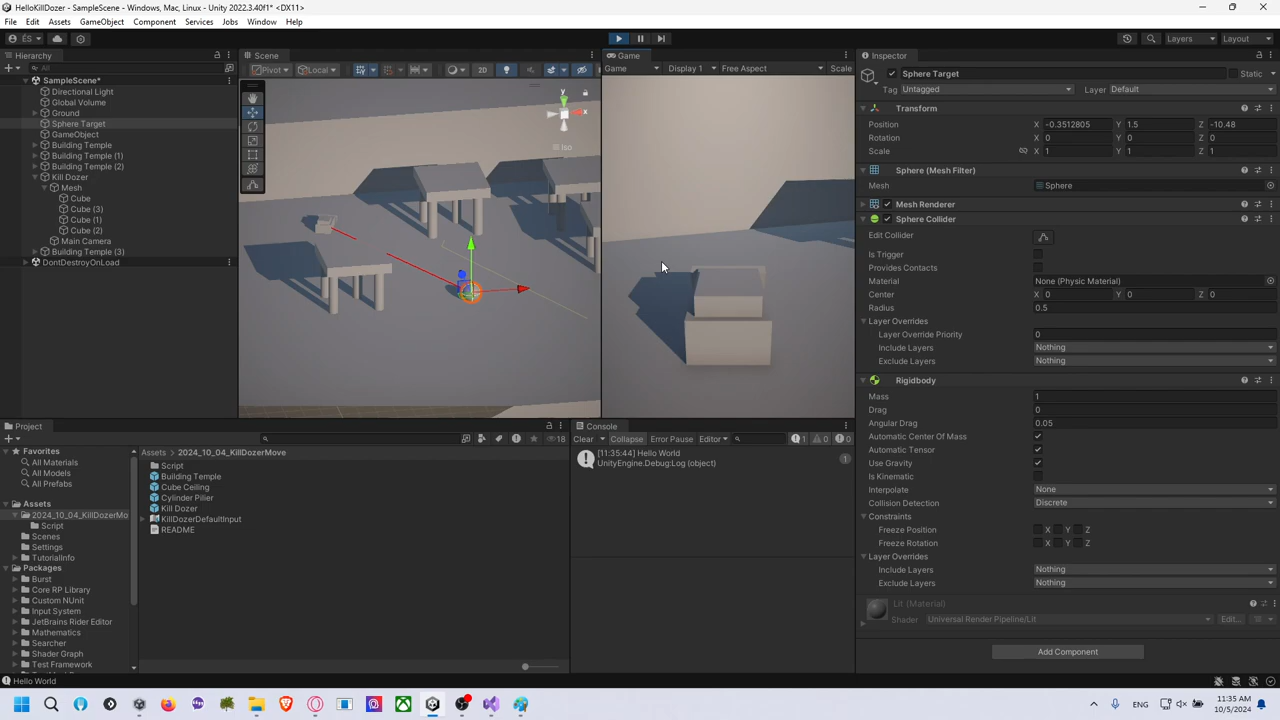 HelloKillDozer - SampleScene - Windows, Mac, Linux - Unity 2022.3.40f1* <DX11>
File Edit Assets GameObject Component Services Jobs Window Help
ÉS Layers Layout
Hierarchy
All
SampleScene*
Directional Light
Global Volume
Ground
Sphere Target
GameObject
Building Temple
Building Temple (1)
Building Temple (2)
Kill Dozer
Mesh
Cube
Cube (3)
Cube (1)
Cube (2)
Main Camera
Building Temple (3)
DontDestroyOnLoad
Scene
Pivot Local 2D
y
x
Iso
Game
Game Display 1 Free Aspect Scale
Inspector
Sphere Target Static
Tag Untagged Layer Default
Transform
Position X -0.3512805 Y 1.5 Z -10.48
Rotation X 0 Y 0 Z 0
Scale X 1 Y 1 Z 1
Sphere (Mesh Filter)
Mesh Sphere
Mesh Renderer
Sphere Collider
Edit Collider
Is Trigger
Provides Contacts
Material None (Physic Material)
Center X 0 Y 0 Z 0
Radius 0.5
Layer Overrides
Layer Override Priority 0
Include Layers Nothing
Exclude Layers Nothing
Rigidbody
Mass 1
Drag 0
Angular Drag 0.05
Automatic Center Of Mass
Automatic Tensor
Use Gravity
Is Kinematic
Interpolate None
Collision Detection Discrete
Constraints
Freeze Position X Y Z
Freeze Rotation X Y Z
Layer Overrides
Include Layers Nothing
Exclude Layers Nothing
Lit (Material)
Shader Universal Render Pipeline/Lit Edit...
Add Component
Project
18
Favorites
All Materials
All Models
All Prefabs
Assets
2024_10_04_KillDozerMo
Script
Scenes
Settings
TutorialInfo
Packages
Burst
Core RP Library
Custom NUnit
Input System
JetBrains Rider Editor
Mathematics
Searcher
Shader Graph
Test Framework
Assets > 2024_10_04_KillDozerMove
Script
Building Temple
Cube Ceiling
Cylinder Pilier
Kill Dozer
KillDozerDefaultInput
README
Console
Clear Collapse Error Pause Editor 1 0 0
[11:35:44] Hello World
UnityEngine.Debug:Log (object)
1
Hello World
ENG
11:35 AM
10/5/2024